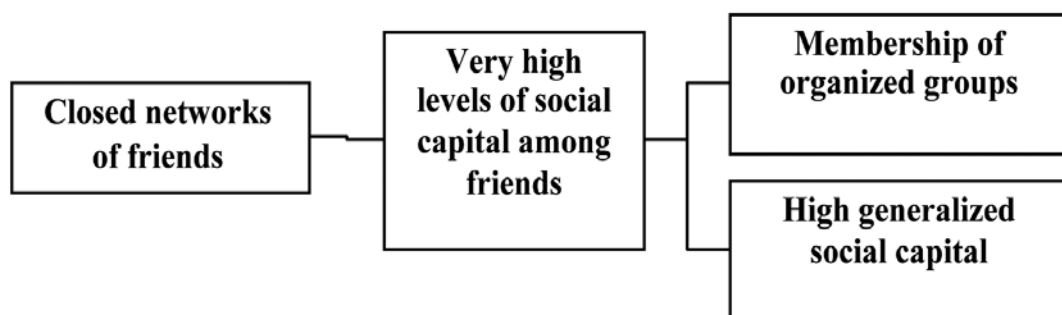 Closed networks
of friends
Very high
levels of social
capital among
friends
Membership of
organized groups
High generalized
social capital